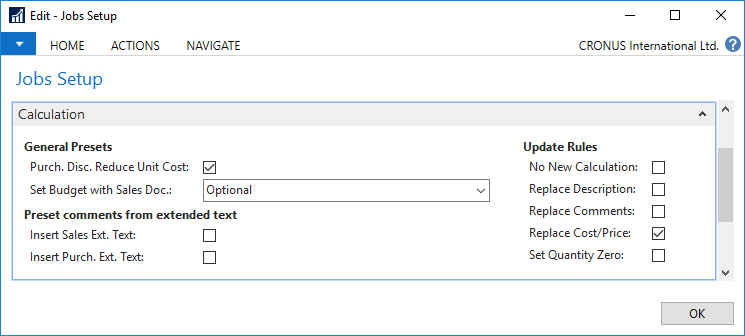 Edit - Jobs Setup
HOME ACTIONS NAVIGATE CRONUS International Ltd. ?
Jobs Setup
Calculation
General Presets
Purch. Disc. Reduce Unit Cost:
Set Budget with Sales Doc.: Optional
Preset comments from extended text
Insert Sales Ext. Text:
Insert Purch. Ext. Text:
Update Rules
No New Calculation:
Replace Description:
Replace Comments:
Replace Cost/Price:
Set Quantity Zero:
OK